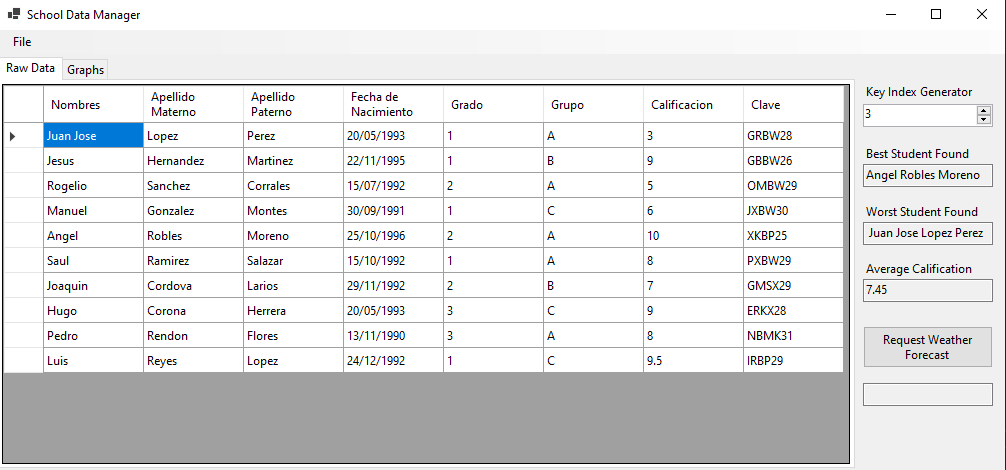 School Data Manager
File
Raw Data Graphs
Nombres Apellido Materno Apellido Paterno Fecha de Nacimiento Grado Grupo Calificacion Clave
Juan Jose Lopez Perez 20/05/1993 1 A 3 GRBW28
Jesus Hernandez Martinez 22/11/1995 1 B 9 GBBW26
Rogelio Sanchez Corrales 15/07/1992 2 A 5 OMBW29
Manuel Gonzalez Montes 30/09/1991 1 C 6 JXBW30
Angel Robles Moreno 25/10/1996 2 A 10 XKBP25
Saul Ramirez Salazar 15/10/1992 1 A 8 PXBW29
Joaquin Cordova Larios 29/11/1992 2 B 7 GMSX29
Hugo Corona Herrera 20/05/1993 3 C 9 ERKX28
Pedro Rendon Flores 13/11/1990 3 A 8 NBMK31
Luis Reyes Lopez 24/12/1992 1 C 9.5 IRBP29
Key Index Generator
3
Best Student Found
Angel Robles Moreno
Worst Student Found
Juan Jose Lopez Perez
Average Calification
7.45
Request Weather
Forecast